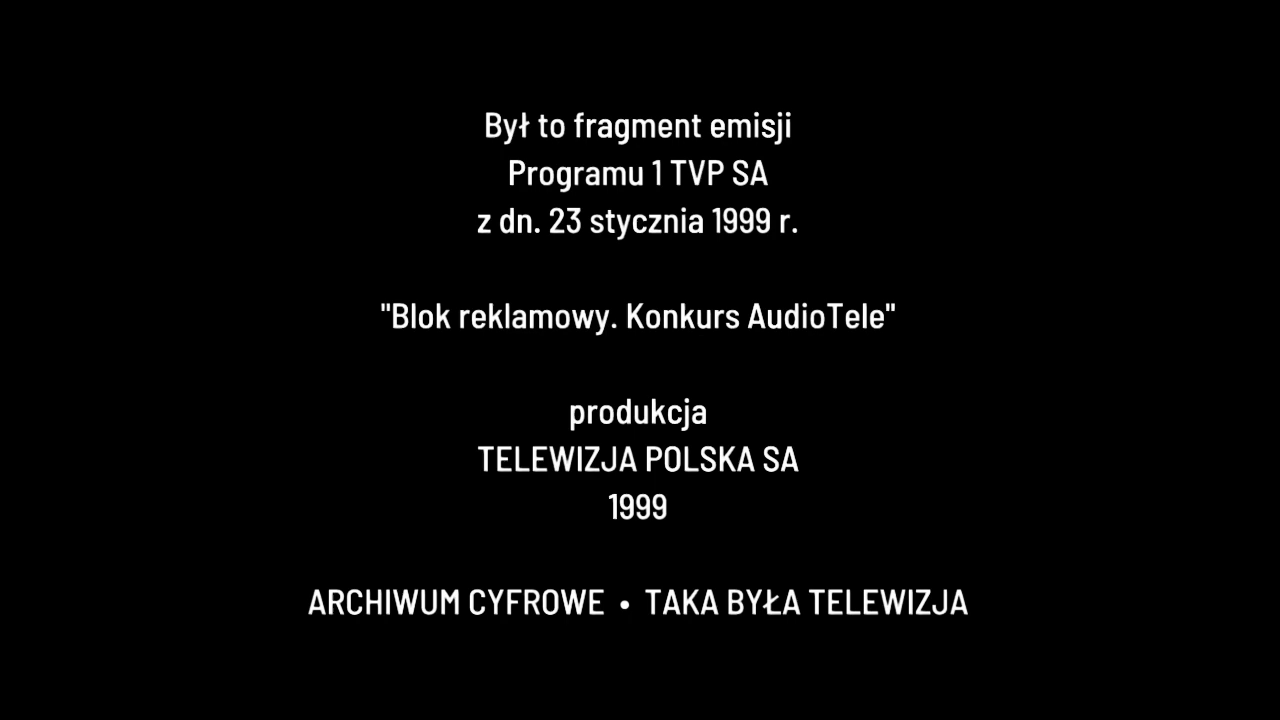 Był to fragment emisji
Programu 1 TVP SA
z dn. 23 stycznia 1999 r.
"Blok reklamowy. Konkurs AudioTele"
produkcja
TELEWIZJA POLSKA SA
1999
ARCHIWUM CYFROWE • TAKA BYŁA TELEWIZJA